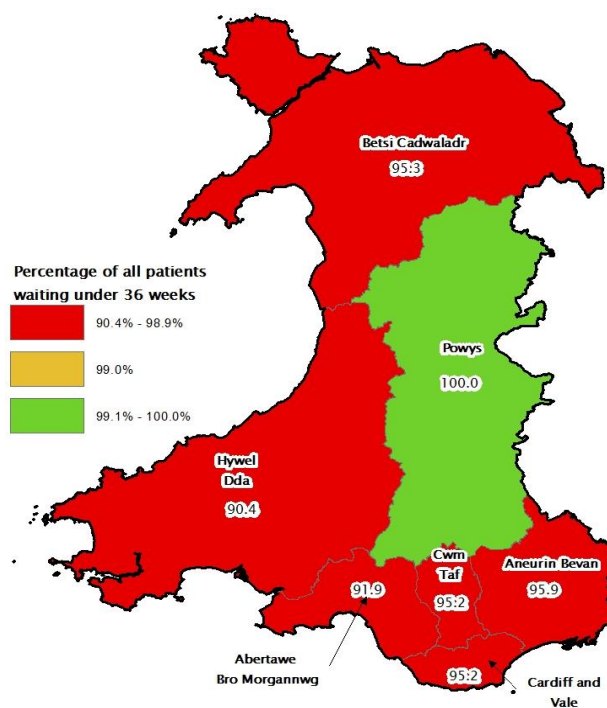 Betsi Cadwaladr
95:3
Percentage of all patients
waiting under 36 weeks
90.4% - 98.9%
99.0%
99.1% - 100.0%
Powys
100.0
Hywel
Dda
90.4
Cwm
Taf
95:2
Aneurin Bevan
95.9
91.9
Abertawe
Bro Morgannwg
95:2
Cardiff and
Vale